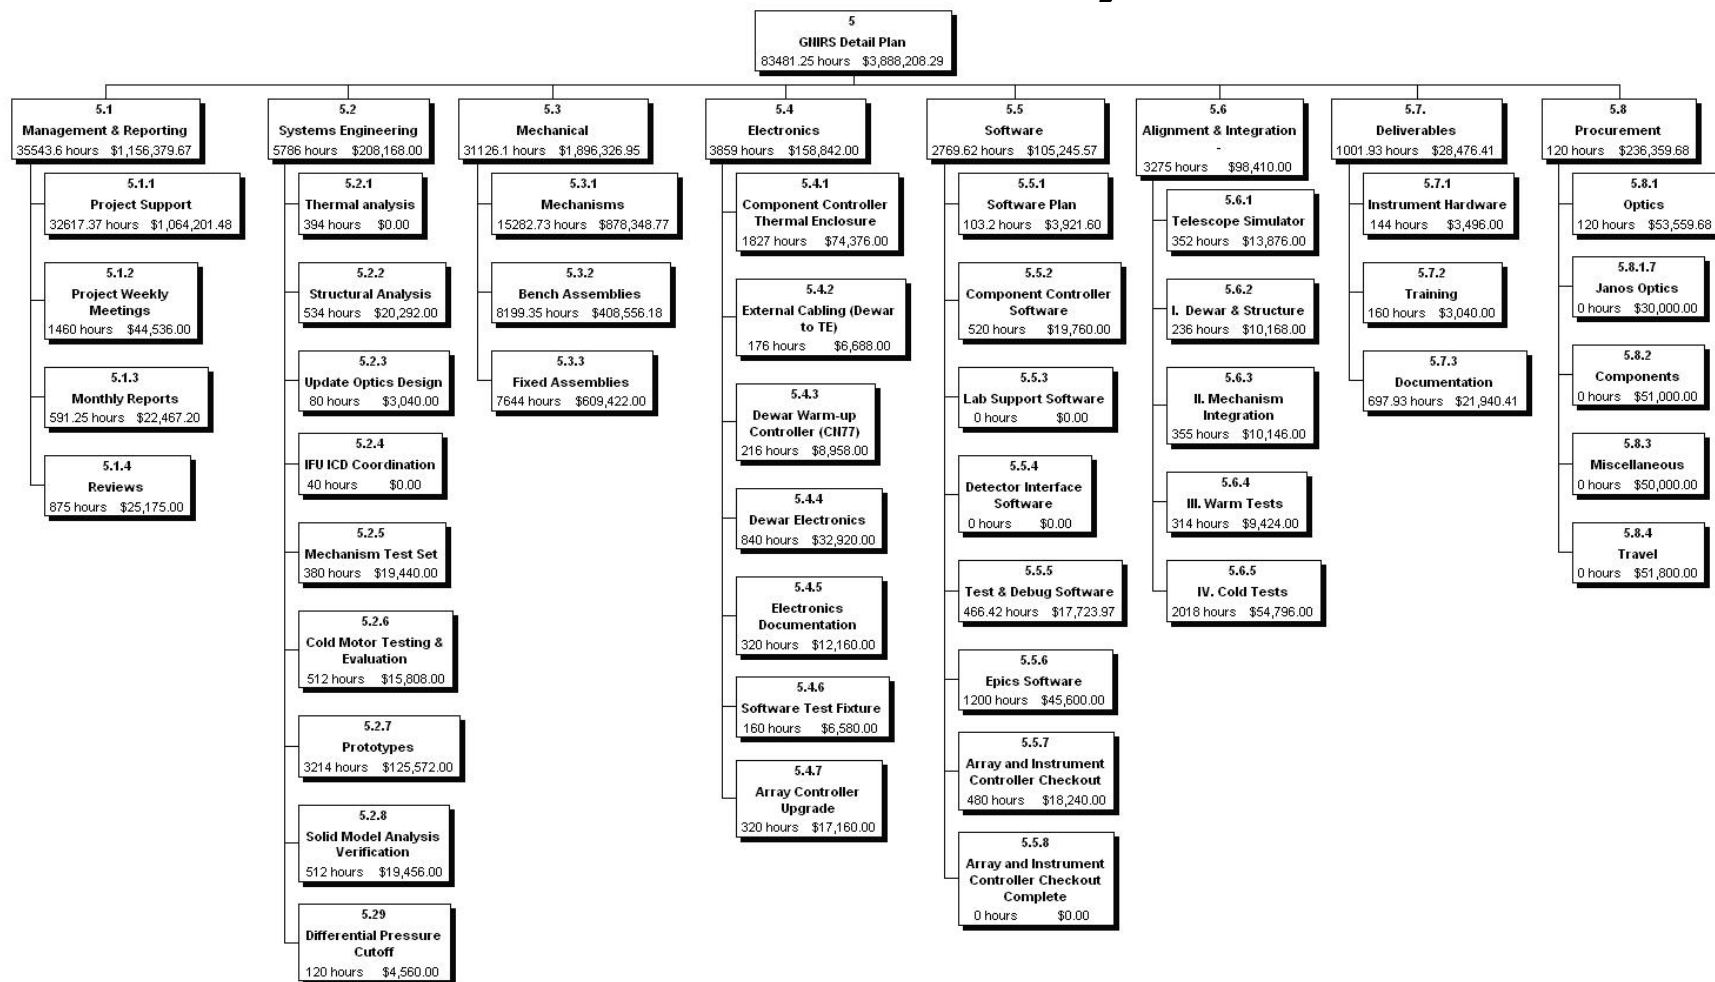 5
GNIRS Detail Plan
83481.25 hours $3,888,208.29
5.1
Management & Reporting
35543.6 hours $1,156,379.67
5.1.1
Project Support
32617.37 hours $1,064,201.48
5.1.2
Project Weekly
Meetings
1460 hours $44,536.00
5.1.3
Monthly Reports
591.25 hours $22,467.20
5.1.4
Reviews
875 hours $25,175.00
5.2
Systems Engineering
5786 hours $208,168.00
5.2.1
Thermal analysis
394 hours $0.00
5.2.2
Structural Analysis
534 hours $20,292.00
5.2.3
Update Optics Design
80 hours $3,040.00
5.2.4
IFU ICD Coordination
40 hours $0.00
5.2.5
Mechanism Test Set
380 hours $19,440.00
5.2.6
Cold Motor Testing &
Evaluation
512 hours $15,808.00
5.2.7
Prototypes
3214 hours $125,572.00
5.2.8
Solid Model Analysis
Verification
512 hours $19,456.00
5.29
Differential Pressure
Cutoff
120 hours $4,560.00
5.3
Mechanical
31126.1 hours $1,896,326.95
5.3.1
Mechanisms
15282.73 hours $878,348.77
5.3.2
Bench Assemblies
8199.35 hours $408,556.18
5.3.3
Fixed Assemblies
7644 hours $609,422.00
5.4
Electronics
3859 hours $158,842.00
5.4.1
Component Controller
Thermal Enclosure
1827 hours $74,376.00
5.4.2
External Cabling (Dewar
to TE)
176 hours $6,688.00
5.4.3
Dewar Warm-up
Controller (CN77)
216 hours $8,958.00
5.4.4
Dewar Electronics
840 hours $32,920.00
5.4.5
Electronics
Documentation
320 hours $12,160.00
5.4.6
Software Test Fixture
160 hours $6,580.00
5.4.7
Array Controller
Upgrade
320 hours $17,160.00
5.5
Software
2769.62 hours $105,245.57
5.5.1
Software Plan
103.2 hours $3,921.60
5.5.2
Component Controller
Software
520 hours $19,760.00
5.5.3
Lab Support Software
0 hours $0.00
5.5.4
Detector Interface
Software
0 hours $0.00
5.5.5
Test & Debug Software
466.42 hours $17,723.97
5.5.6
Epics Software
1200 hours $45,600.00
5.5.7
Array and Instrument
Controller Checkout
480 hours $18,240.00
5.5.8
Array and Instrument
Controller Checkout
Complete
0 hours $0.00
5.6
Alignment & Integration
-
3275 hours $98,410.00
5.6.1
Telescope Simulator
352 hours $13,876.00
5.6.2
I. Dewar & Structure
236 hours $10,168.00
5.6.3
II. Mechanism
Integration
355 hours $10,146.00
5.6.4
III. Warm Tests
314 hours $9,424.00
5.6.5
IV. Cold Tests
2018 hours $54,796.00
5.7.
Deliverables
1001.93 hours $28,476.41
5.7.1
Instrument Hardware
144 hours $3,496.00
5.7.2
Training
160 hours $3,040.00
5.7.3
Documentation
697.93 hours $21,940.41
5.8
Procurement
120 hours $236,359.68
5.8.1
Optics
120 hours $53,559.68
5.8.1.7
Janos Optics
0 hours $30,000.00
5.8.2
Components
0 hours $51,000.00
5.8.3
Miscellaneous
0 hours $50,000.00
5.8.4
Travel
0 hours $51,800.00